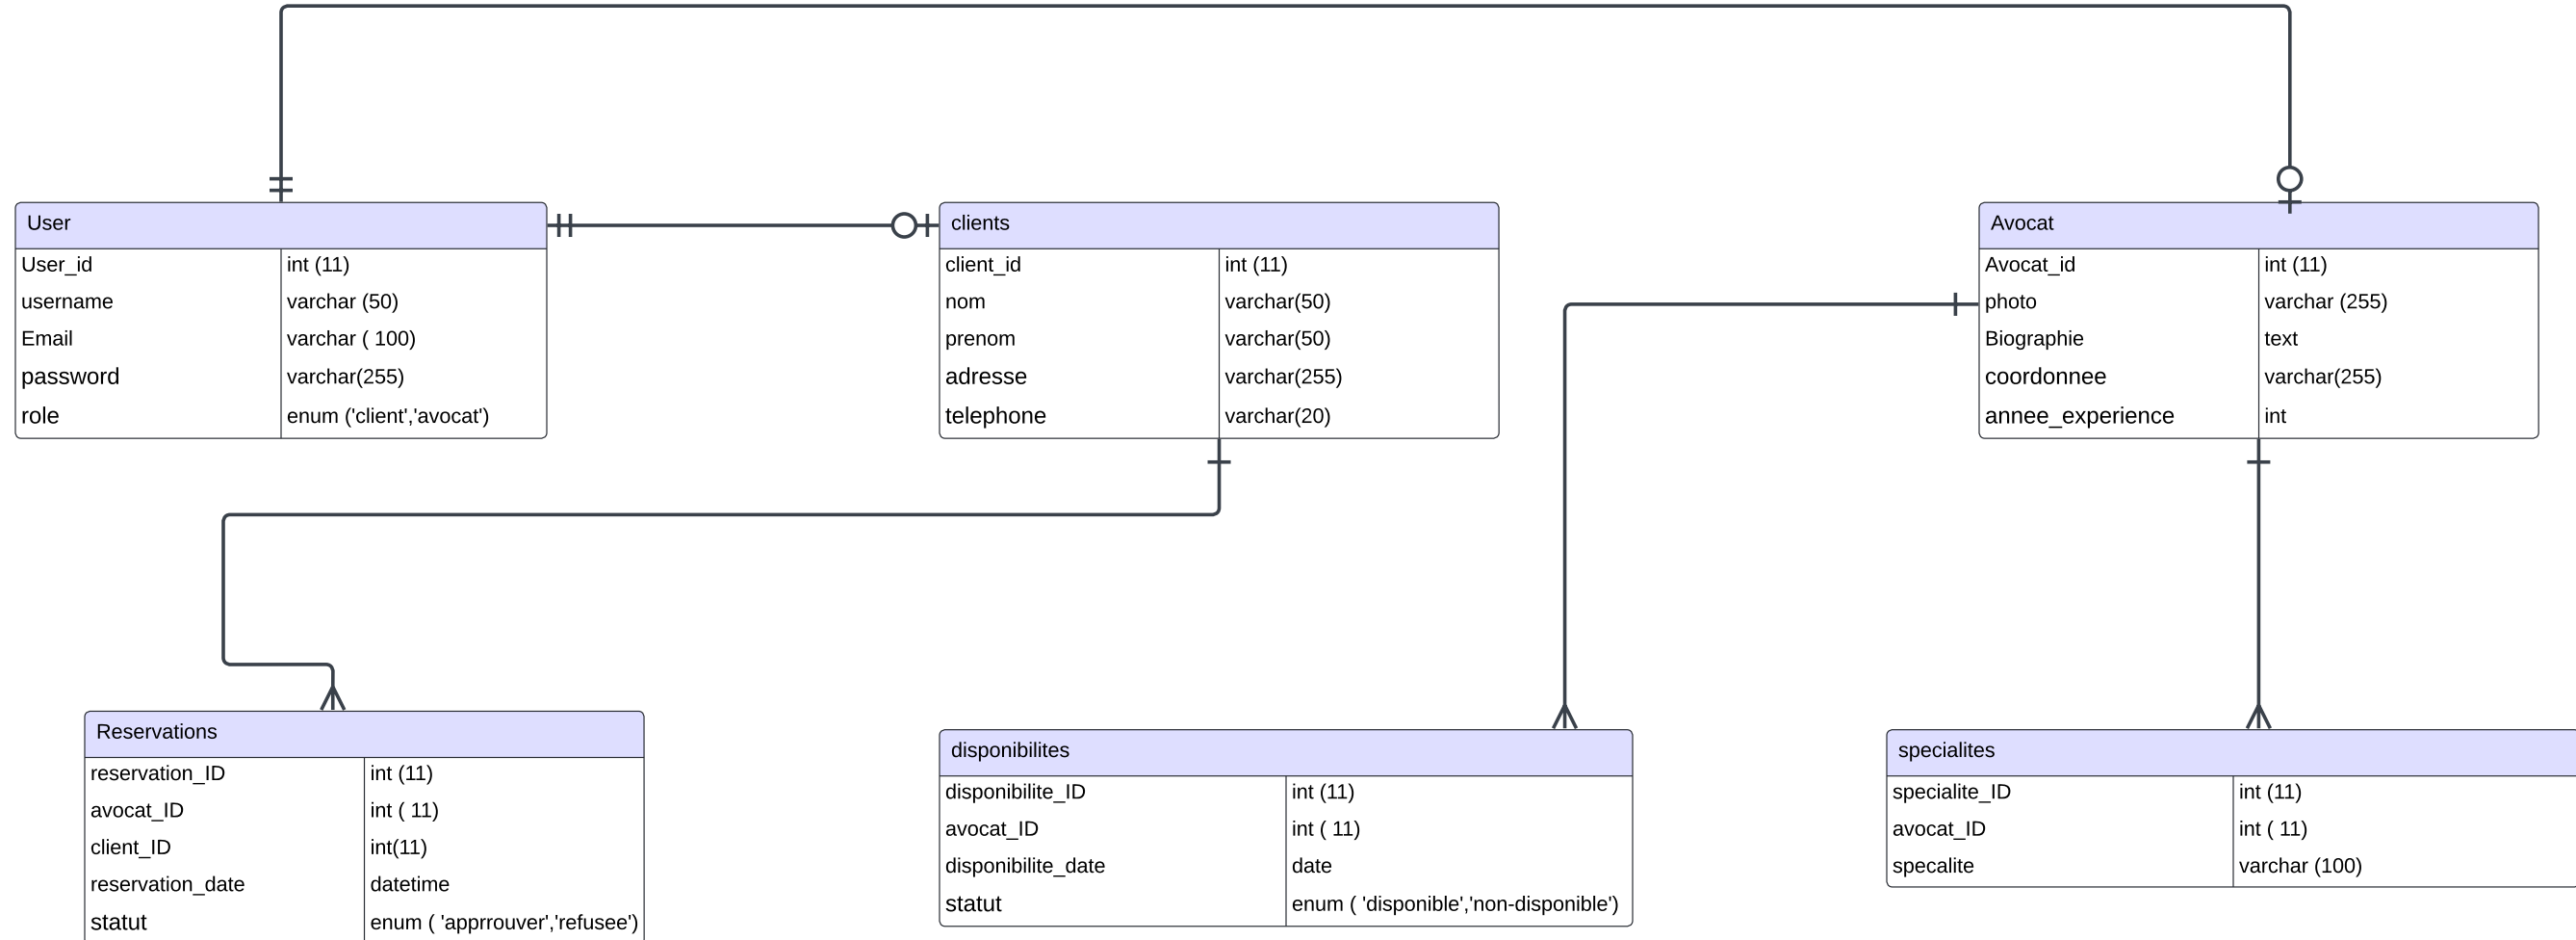 User
User_id int (11)
username varchar (50)
Email varchar ( 100)
password varchar(255)
role enum ('client','avocat')
clients
client_id int (11)
nom varchar(50)
prenom varchar(50)
adresse varchar(255)
telephone varchar(20)
Avocat
Avocat_id int (11)
photo varchar (255)
Biographie text
coordonnee varchar(255)
annee_experience int
Reservations
reservation_ID int (11)
avocat_ID int ( 11)
client_ID int(11)
reservation_date datetime
statut enum ( 'apprrouver','refusee')
disponibilites
disponibilite_ID int (11)
avocat_ID int ( 11)
disponibilite_date date
statut enum ( 'disponible','non-disponible')
specialites
specialite_ID int (11)
avocat_ID int ( 11)
specalite varchar (100)